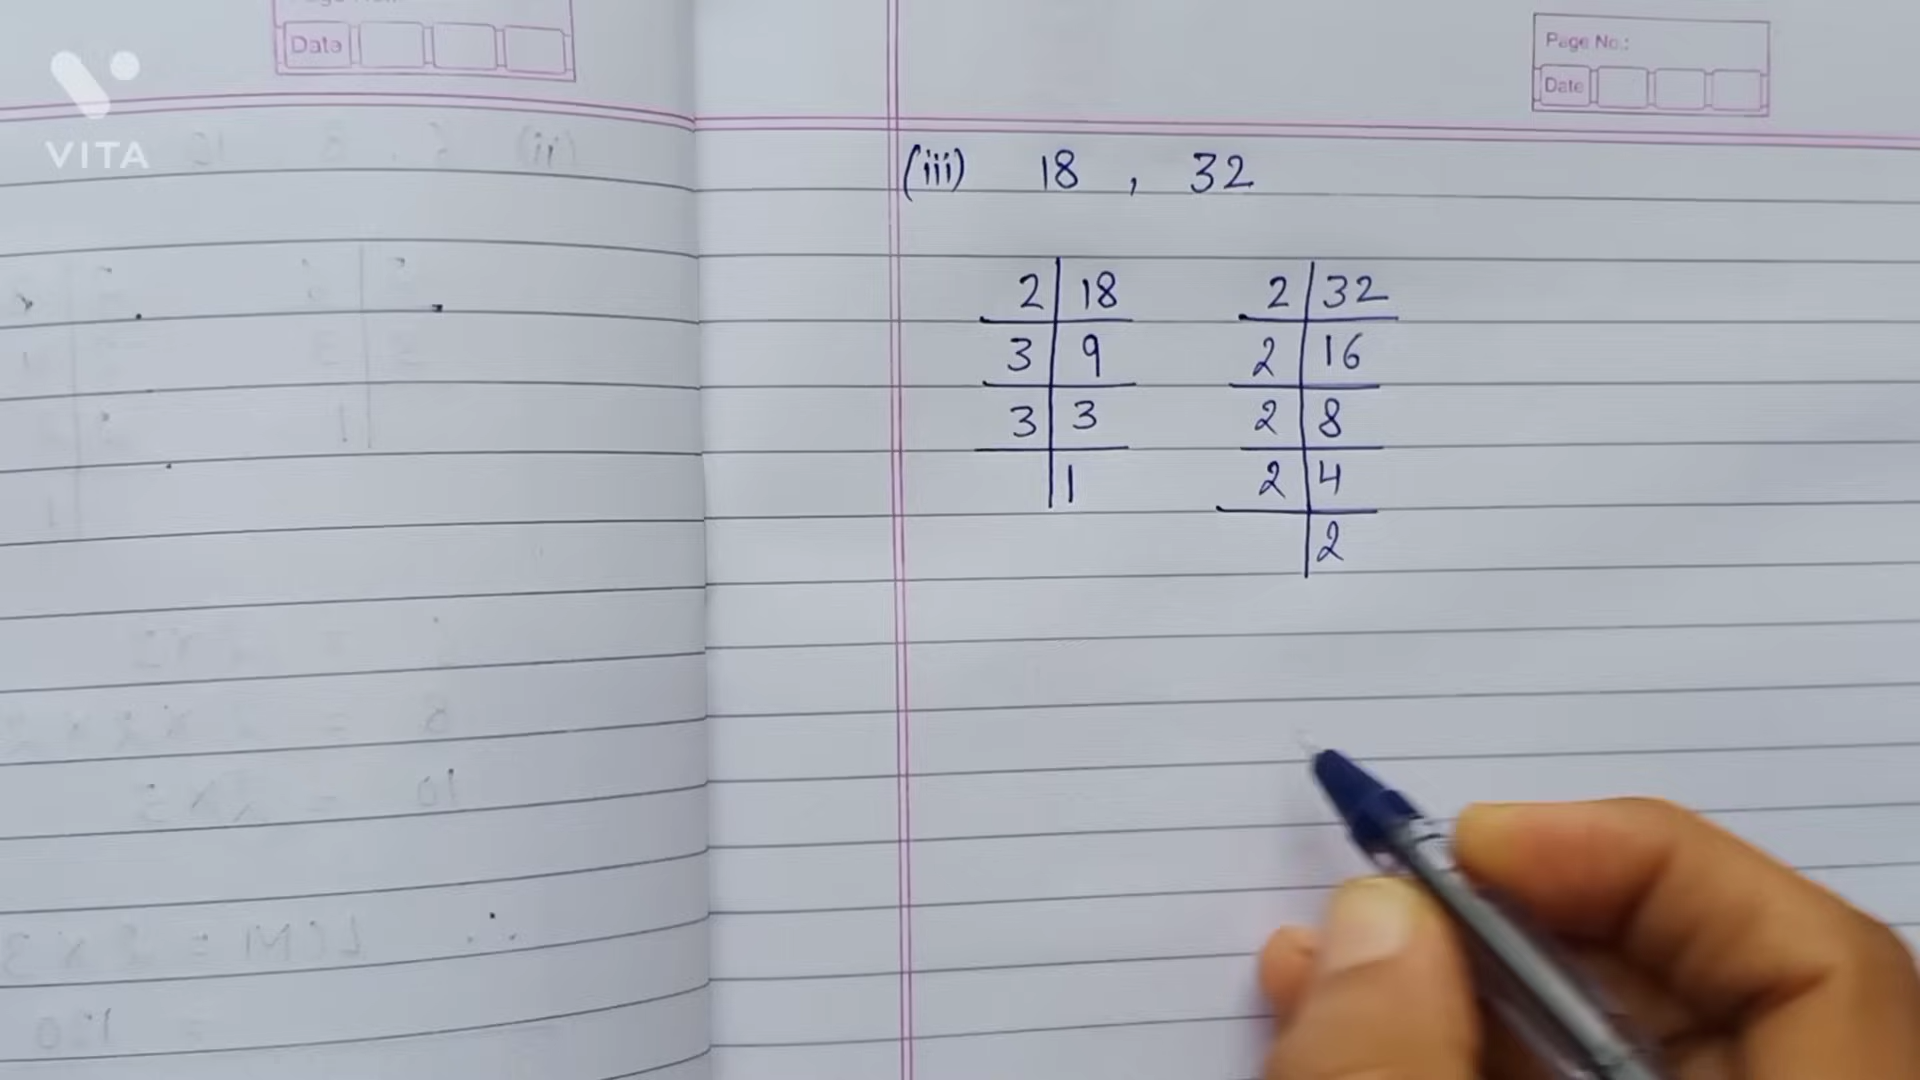 Date
VITA
Page No.:
Date
(iii) 18 , 32
2 | 18
3 | 9
3 | 3
1
2 | 32
2 | 16
2 | 8
2 | 4
2